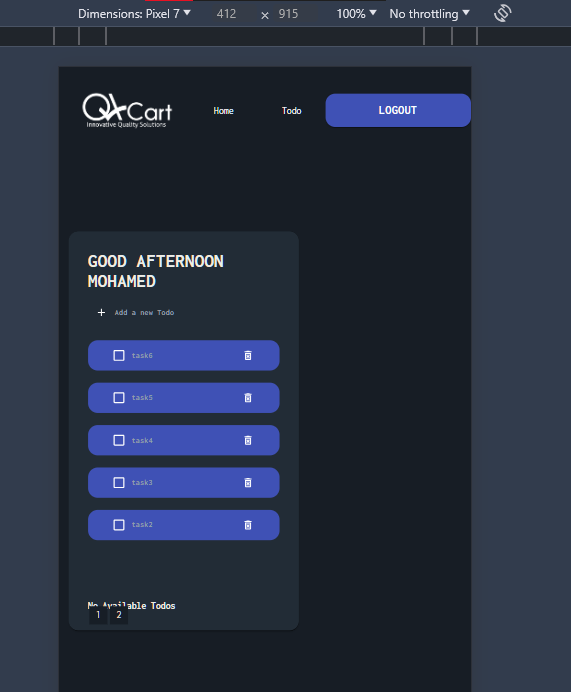 Dimensions: Pixel 7 412 × 915 100% No throttling
QkCart Home Todo LOGOUT
Innovative Quality Solutions
GOOD AFTERNOON
MOHAMED
+ Add a new Todo
task6
task5
task4
task3
task2
No Available Todos
1 2